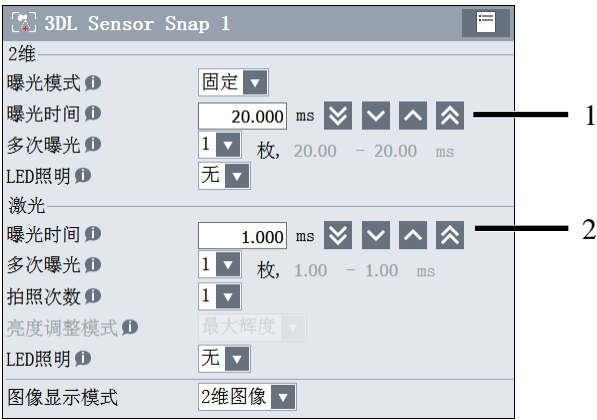 3DL Sensor Snap 1
2维
曝光模式 固定
曝光时间 20.000 ms 1
多次曝光 1 枚, 20.00 - 20.00 ms
LED照明 无
激光
曝光时间 1.000 ms 2
多次曝光 1 枚, 1.00 - 1.00 ms
拍照次数 1
亮度调整模式 最大辉度
LED照明 无
图像显示模式 2维图像